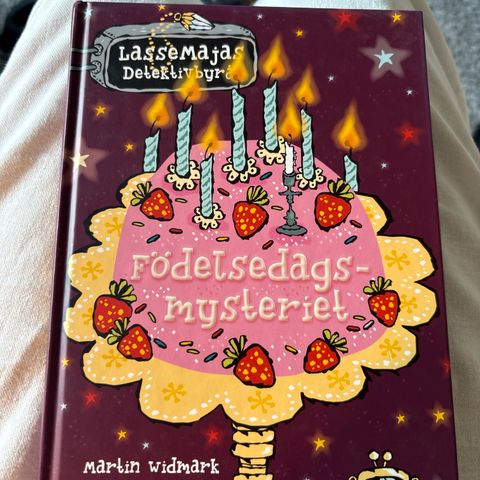 LasseMajas
Detektivbyrå
Födelsedags-
mysteriet
Martin Widmark